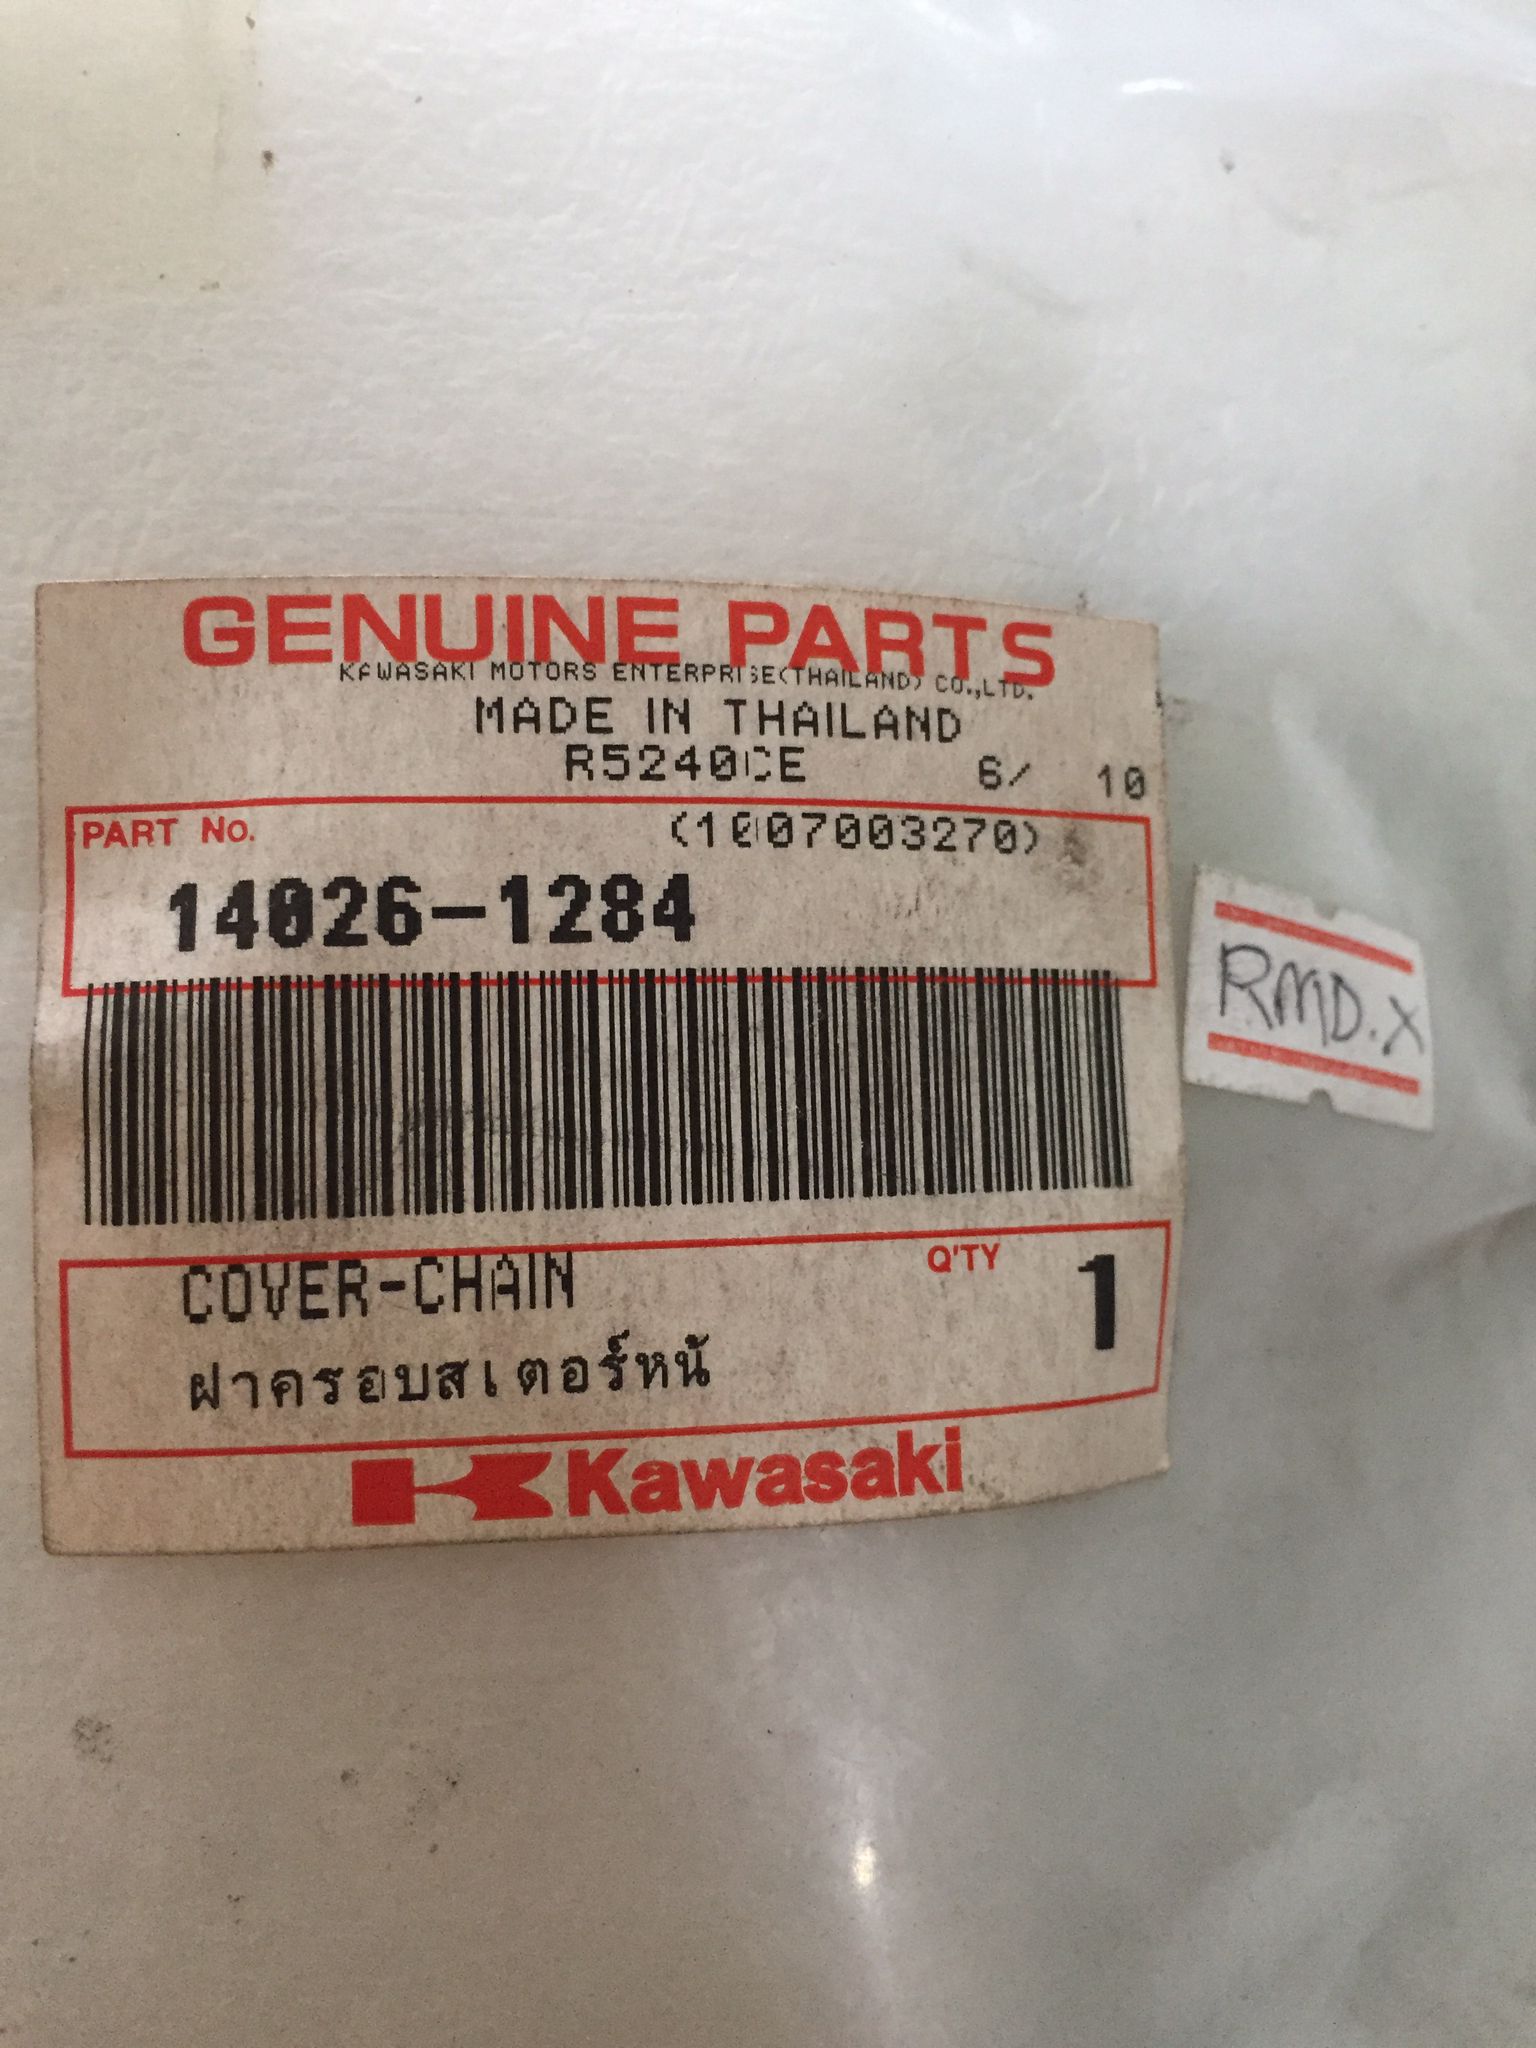 GENUINE PARTS
KAWASAKI MOTORS ENTERPRISE(THAILAND) CO.,LTD.
MADE IN THAILAND
R5240CE 6/ 10
PART No. (1007003270)
14026-1284
RMD.X
COVER-CHAIN Q'TY 1
ฝาครอบสเตอร์หน้
Kawasaki